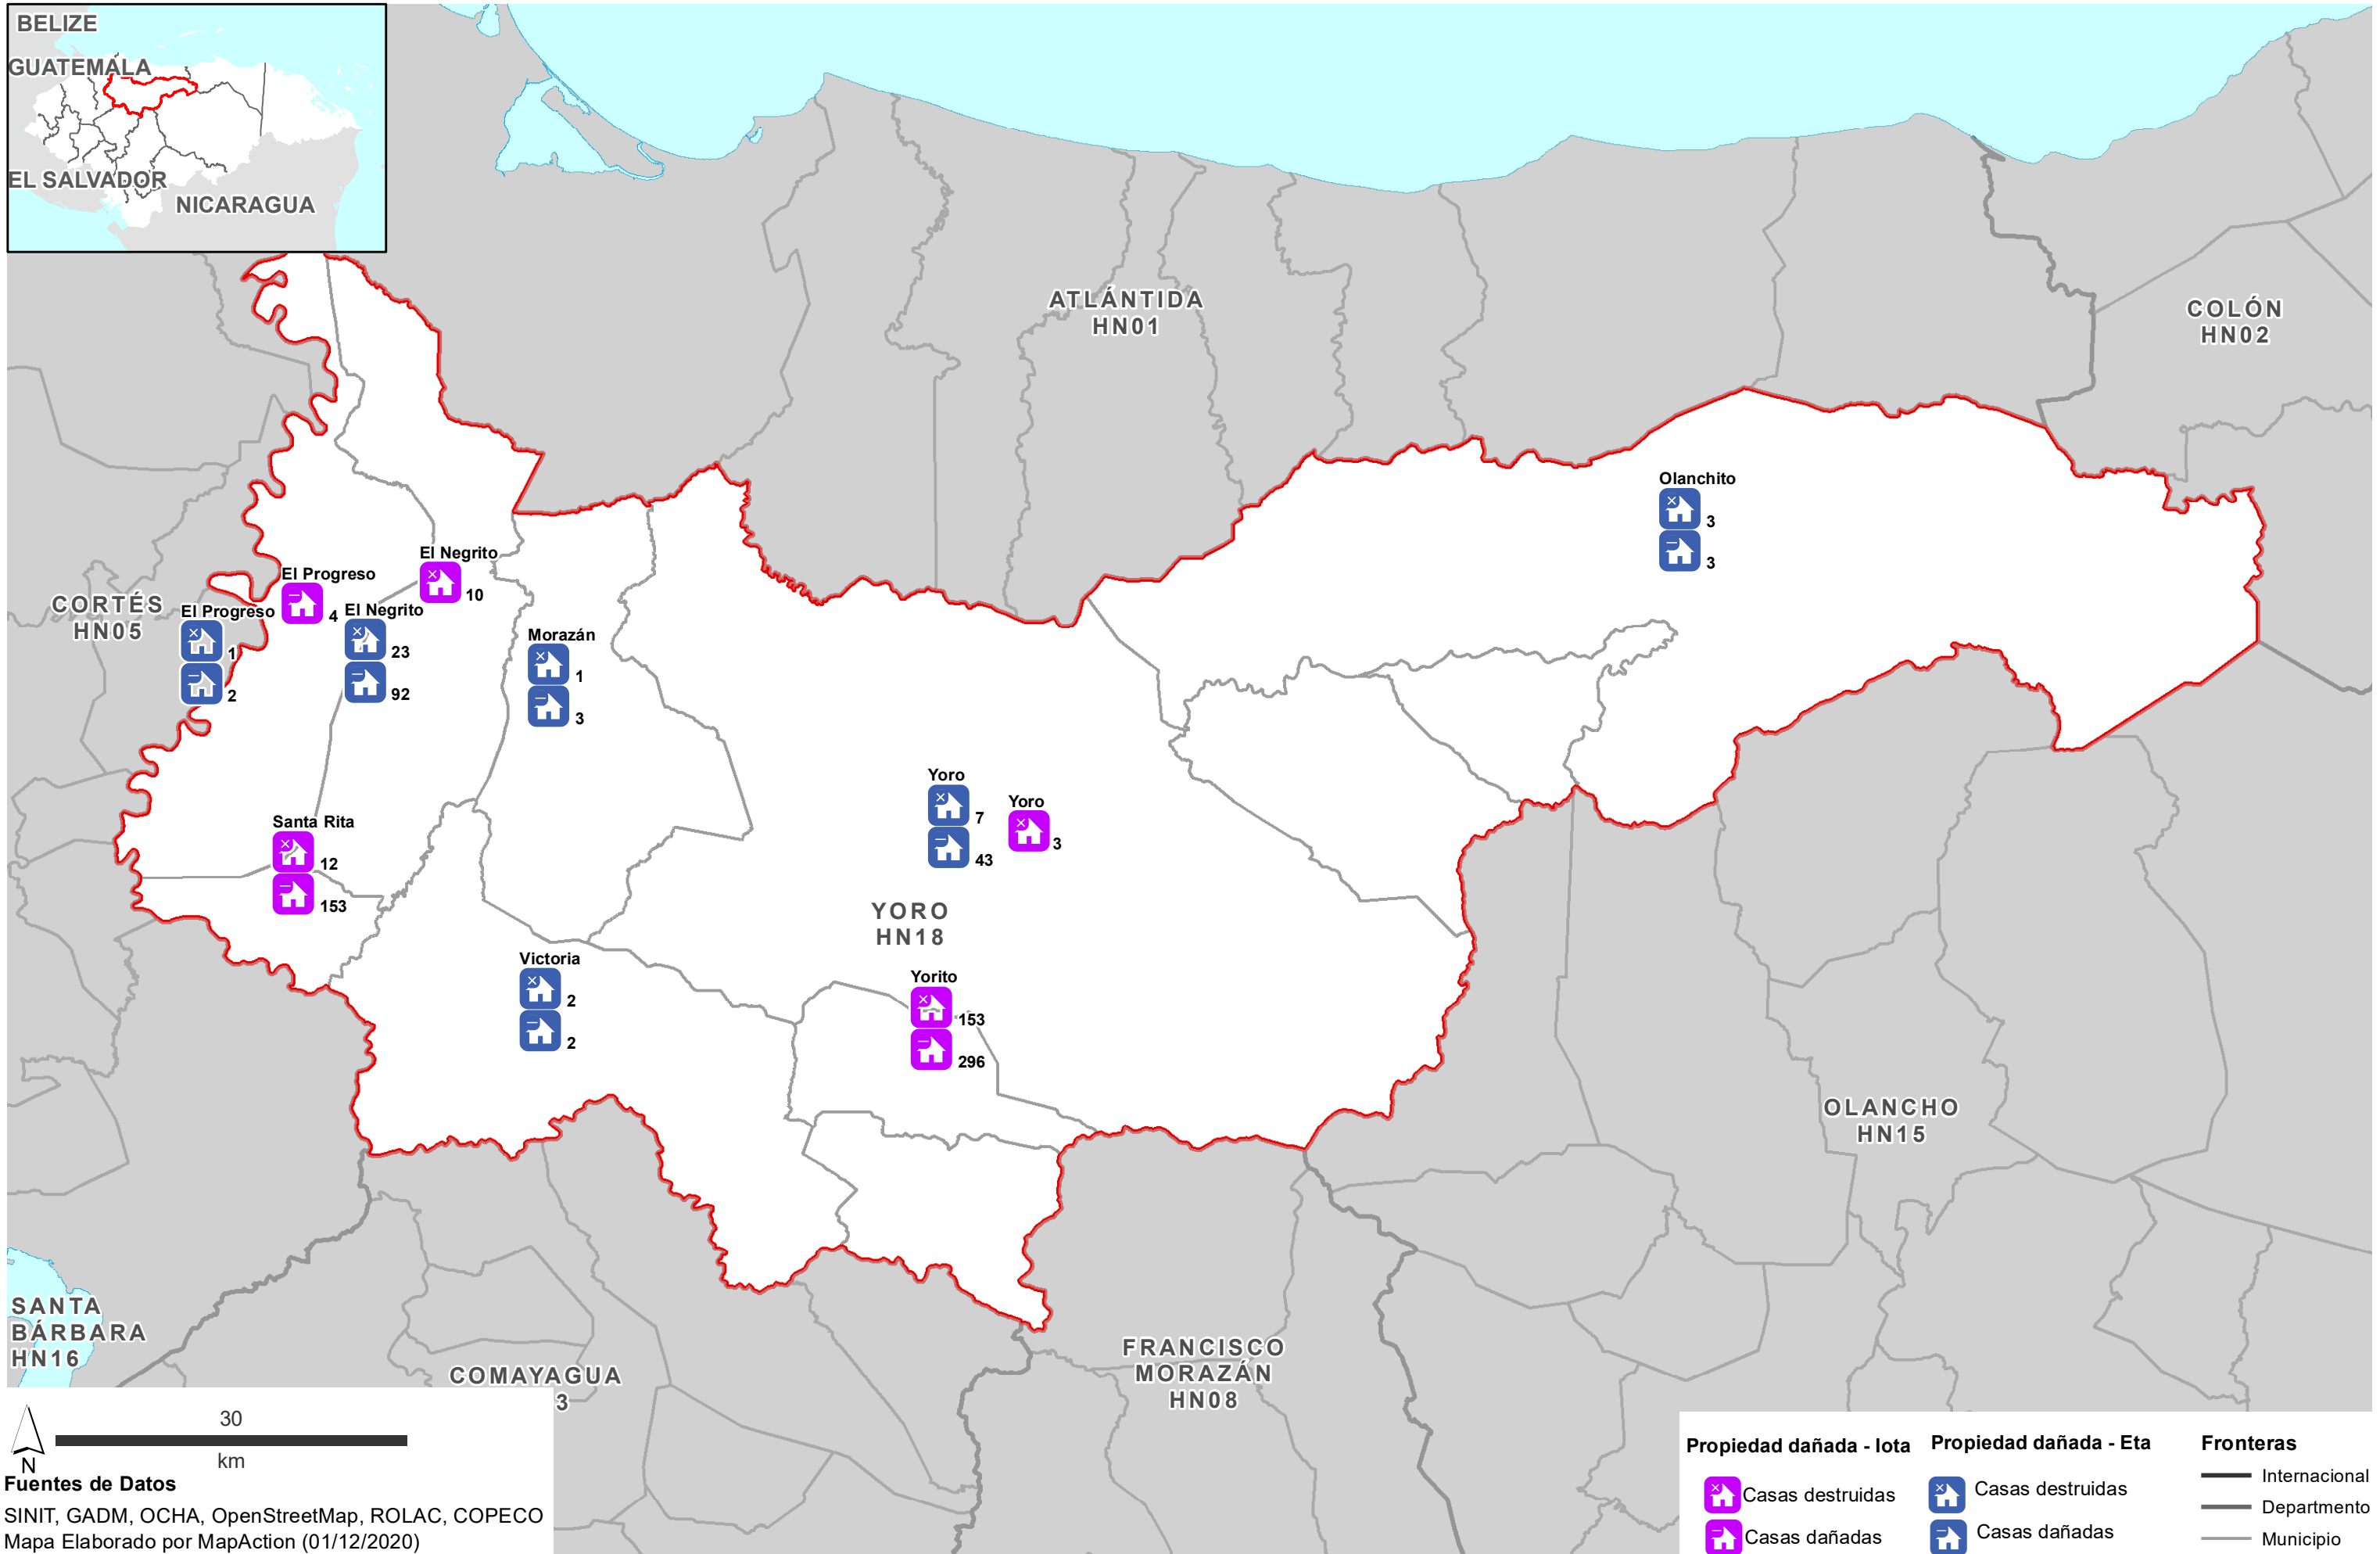 BELIZE
GUATEMALA
EL SALVADOR
NICARAGUA
ATLÁNTIDA
HN01
COLÓN
HN02
Olanchito
3
3
El Negrito
10
El Progreso
4
CORTÉS
HN05
El Progreso
1
2
El Negrito
23
92
Morazán
1
3
Yoro
7
43
Yoro
3
Santa Rita
12
153
YORO
HN18
Victoria
2
2
Yorito
153
296
OLANCHO
HN15
SANTA
BÁRBARA
HN16
COMAYAGUA
3
FRANCISCO
MORAZÁN
HN08
30
km
N
Fuentes de Datos
SINIT, GADM, OCHA, OpenStreetMap, ROLAC, COPECO
Mapa Elaborado por MapAction (01/12/2020)
Propiedad dañada - Iota
Casas destruidas
Casas dañadas
Propiedad dañada - Eta
Casas destruidas
Casas dañadas
Fronteras
Internacional
Departmento
Municipio